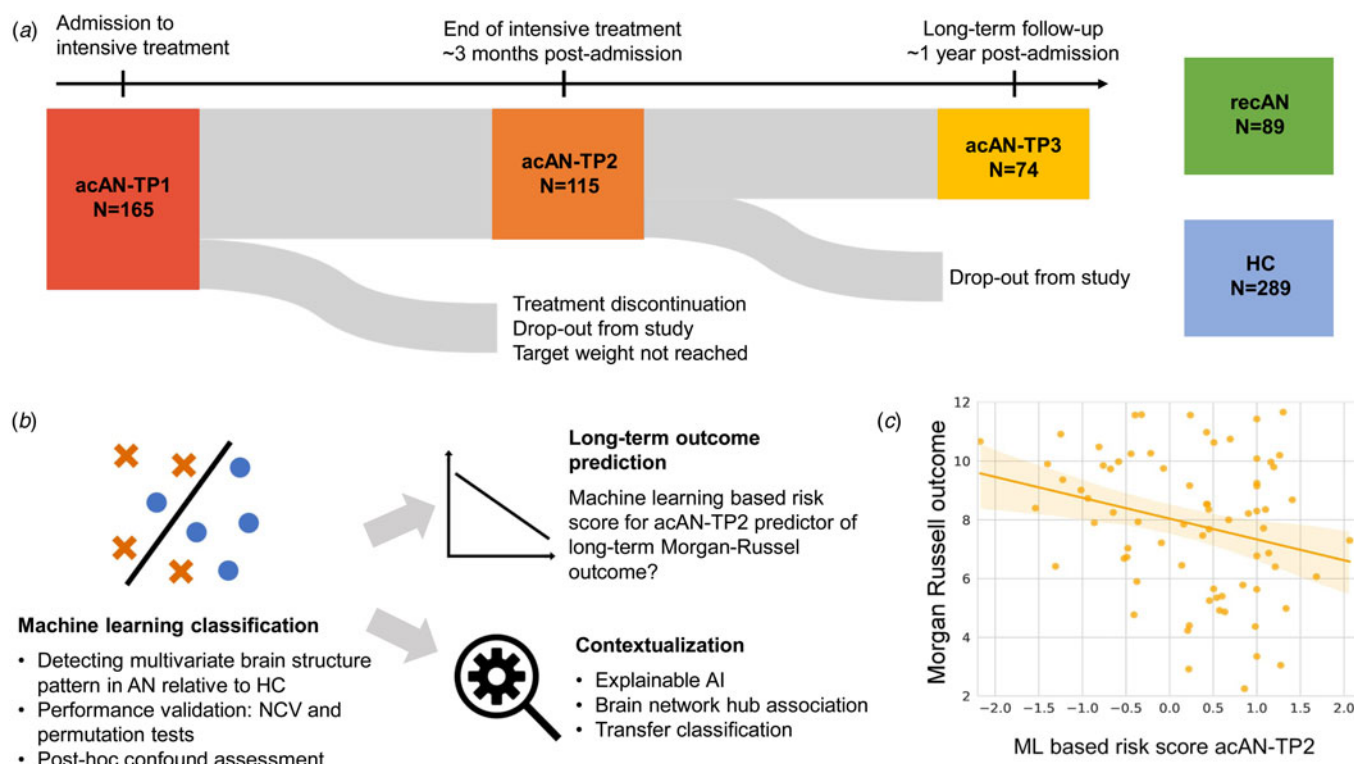 (a)
Admission to
intensive treatment
End of intensive treatment
~3 months post-admission
Long-term follow-up
~1 year post-admission
acAN-TP1
N=165
acAN-TP2
N=115
acAN-TP3
N=74
recAN
N=89
HC
N=289
Treatment discontinuation
Drop-out from study
Target weight not reached
Drop-out from study
(b)
Machine learning classification
• Detecting multivariate brain structure
pattern in AN relative to HC
• Performance validation: NCV and
permutation tests
• Post-hoc confound assessment
Long-term outcome
prediction
Machine learning based risk
score for acAN-TP2 predictor of
long-term Morgan-Russel
outcome?
Contextualization
• Explainable AI
• Brain network hub association
• Transfer classification
(c)
Morgan Russell outcome
12
10
8
6
4
2
−2.0 −1.5 −1.0 −0.5 0.0 0.5 1.0 1.5 2.0
ML based risk score acAN-TP2